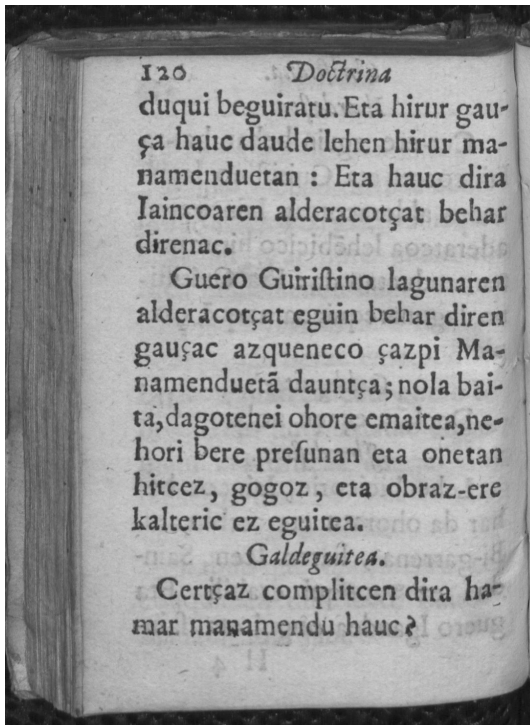 120 Doctrina
duqui beguiratu. Eta hirur gau-
ça hauc daude lehen hirur ma-
namenduetan : Eta hauc dira
Iaincoaren alderacotçat behar
direnac.
Guero Guiriſtino lagunaren
alderacotçat eguin behar diren
gauçac azqueneco çazpi Ma-
namenduetã dauntça; nola bai-
ta, dagotenei ohore emaitea, ne-
hori bere preſunan eta onetan
hitcez, gogoz, eta obraz-ere
kalteric ez eguitea.
Galdeguitea.
Certçaz complitcen dira ha-
mar manamendu hauc?